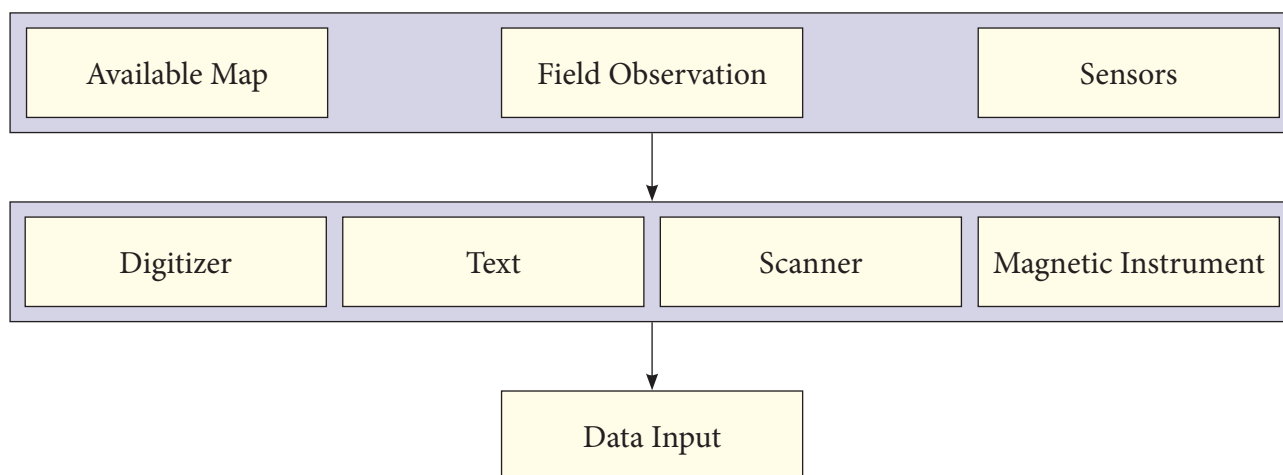 Available Map
Field Observation
Sensors
Digitizer
Text
Scanner
Magnetic Instrument
Data Input